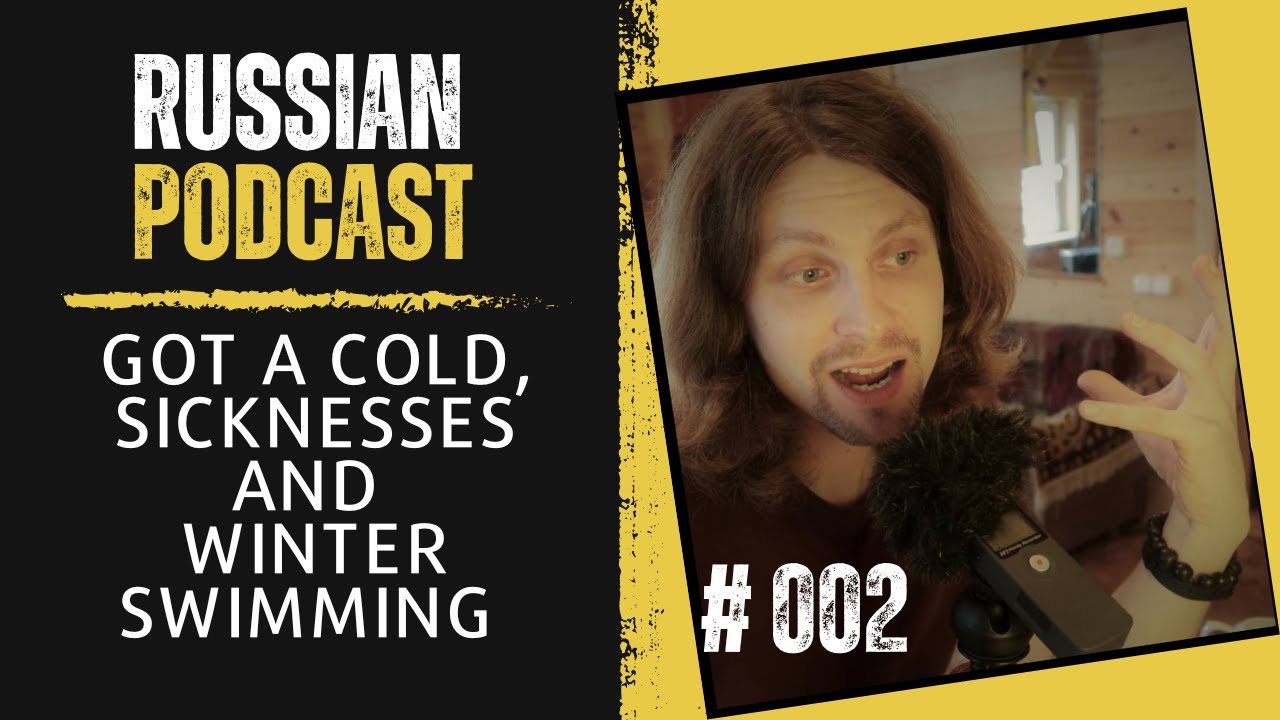 RUSSIAN
PODCAST
GOT A COLD,
SICKNESSES
AND
WINTER
SWIMMING
# 002